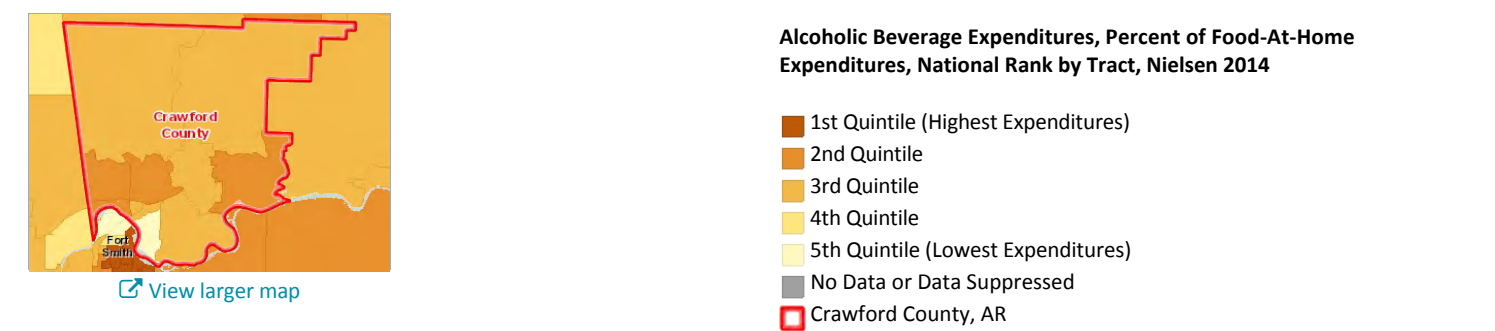 Crawford
County
Fort
Smith
View larger map
Alcoholic Beverage Expenditures, Percent of Food-At-Home
Expenditures, National Rank by Tract, Nielsen 2014
1st Quintile (Highest Expenditures)
2nd Quintile
3rd Quintile
4th Quintile
5th Quintile (Lowest Expenditures)
No Data or Data Suppressed
Crawford County, AR